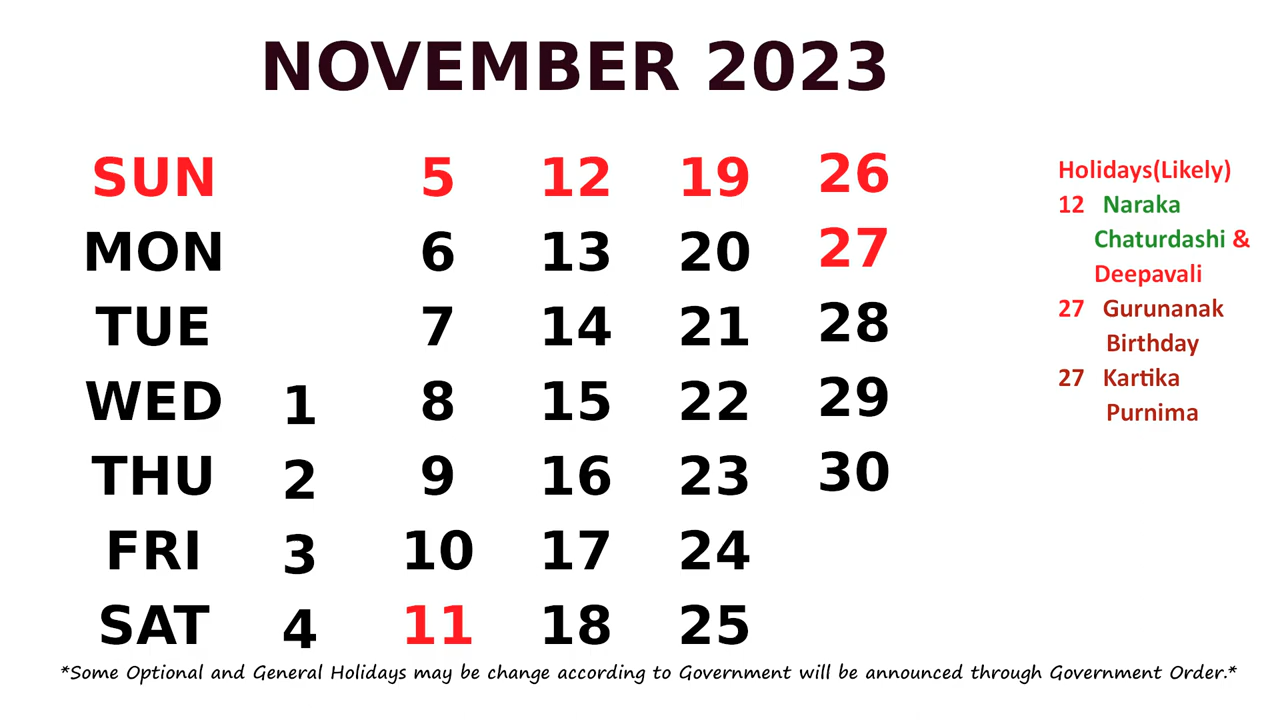 NOVEMBER 2023
SUN 5 12 19 26
MON 6 13 20 27
TUE 7 14 21 28
WED 1 8 15 22 29
THU 2 9 16 23 30
FRI 3 10 17 24
SAT 4 11 18 25
Holidays(Likely)
12 Naraka
Chaturdashi &
Deepavali
27 Gurunanak
Birthday
27 Kartika
Purnima
*Some Optional and General Holidays may be change according to Government will be announced through Government Order.*